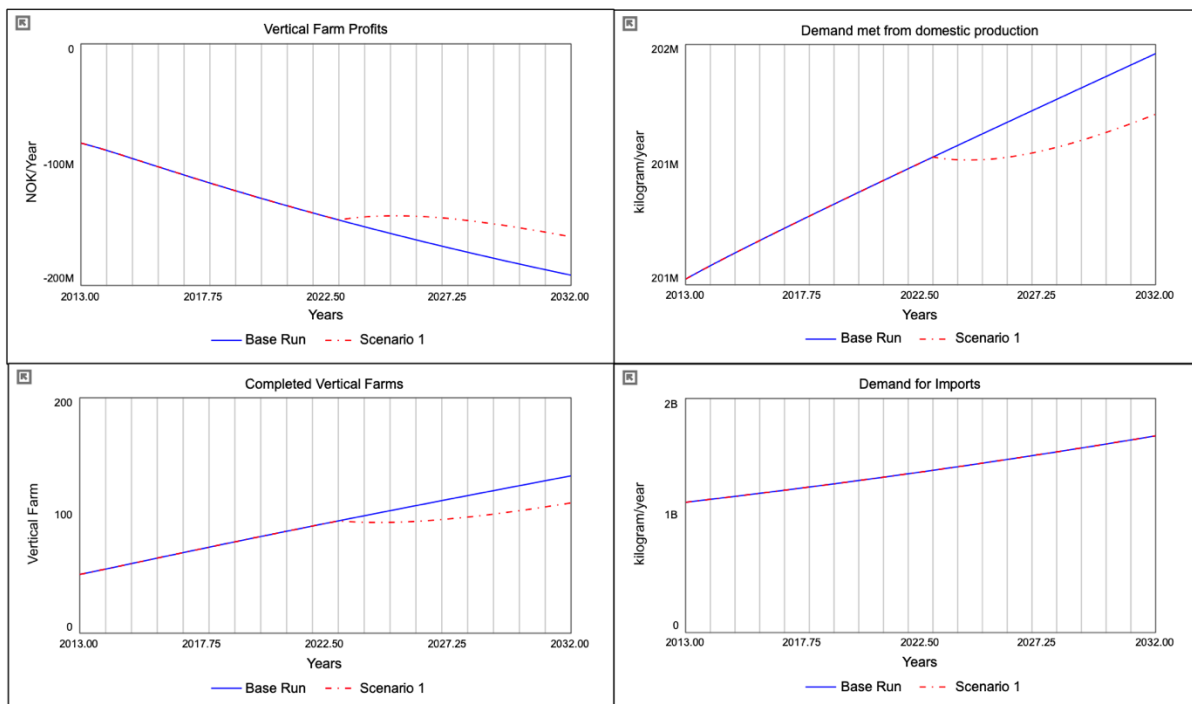 Vertical Farm Profits
0
-100M
-200M
NOK/Year
2013.00 2017.75 2022.50 2027.25 2032.00
Years
Base Run Scenario 1
Demand met from domestic production
202M
201M
201M
kilogram/year
2013.00 2017.75 2022.50 2027.25 2032.00
Years
Base Run Scenario 1
Completed Vertical Farms
200
100
0
Vertical Farm
2013.00 2017.75 2022.50 2027.25 2032.00
Years
Base Run Scenario 1
Demand for Imports
2B
1B
0
kilogram/year
2013.00 2017.75 2022.50 2027.25 2032.00
Years
Base Run Scenario 1